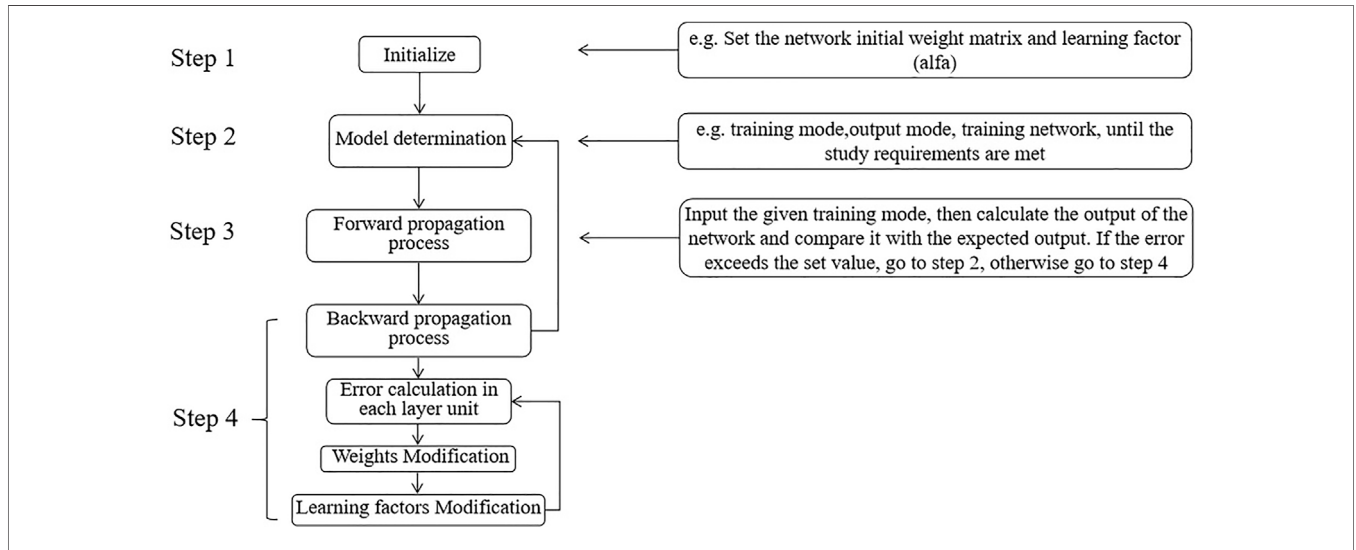 Step 1
Initialize
e.g. Set the network initial weight matrix and learning factor
(alfa)
Step 2
Model determination
e.g. training mode,output mode, training network, until the
study requirements are met
Step 3
Forward propagation
process
Input the given training mode, then calculate the output of the
network and compare it with the expected output. If the error
exceeds the set value, go to step 2, otherwise go to step 4
Step 4
Backward propagation
process
Error calculation in
each layer unit
Weights Modification
Learning factors Modification